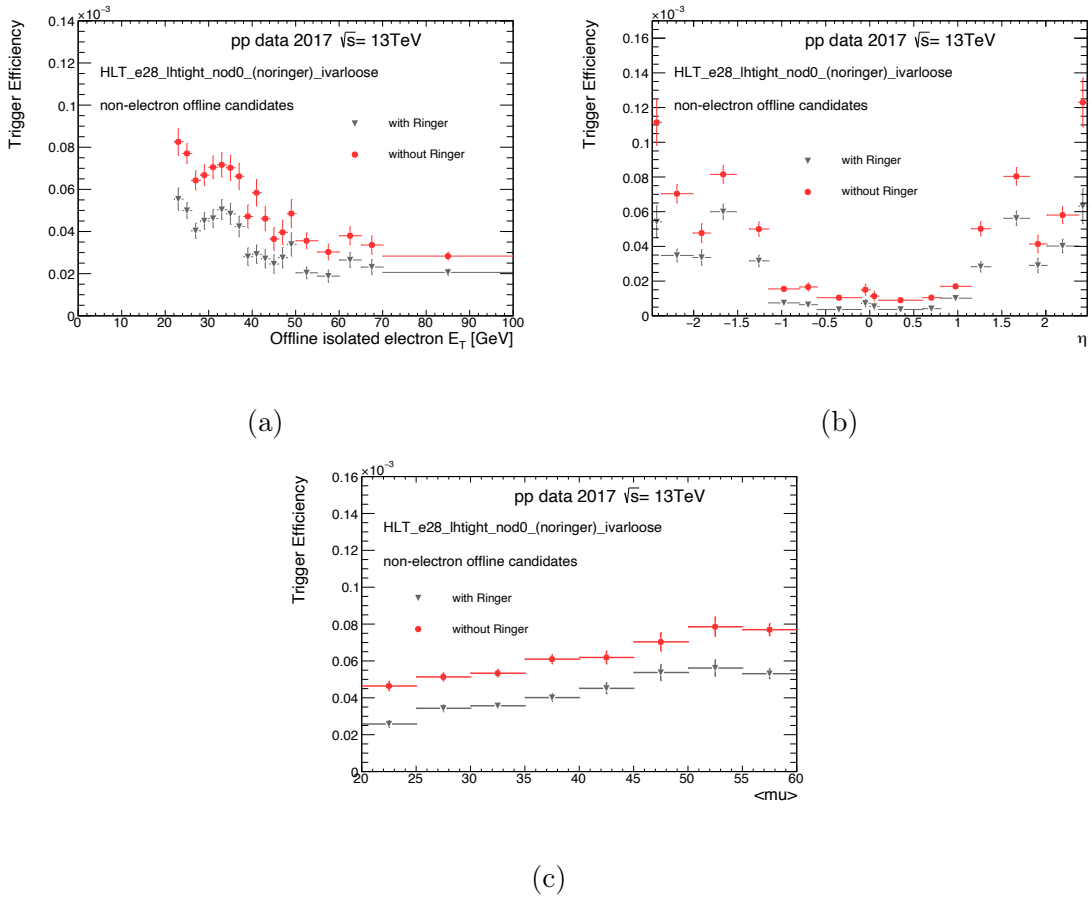 ×10⁻³
0.14
0.12
0.1
0.08
0.06
0.04
0.02
0
Trigger Efficiency
pp data 2017 √s= 13TeV
HLT_e28_lhtight_nod0_(noringer)_ivarloose
non-electron offline candidates
with Ringer
without Ringer
0 10 20 30 40 50 60 70 80 90 100
Offline isolated electron E_T [GeV]
(a)
×10⁻³
0.16
0.14
0.12
0.1
0.08
0.06
0.04
0.02
0
Trigger Efficiency
pp data 2017 √s= 13TeV
HLT_e28_lhtight_nod0_(noringer)_ivarloose
non-electron offline candidates
with Ringer
without Ringer
−2 −1.5 −1 −0.5 0 0.5 1 1.5 2
η
(b)
×10⁻³
0.16
0.14
0.12
0.1
0.08
0.06
0.04
0.02
0
Trigger Efficiency
pp data 2017 √s= 13TeV
HLT_e28_lhtight_nod0_(noringer)_ivarloose
non-electron offline candidates
with Ringer
without Ringer
20 25 30 35 40 45 50 55 60
<mu>
(c)